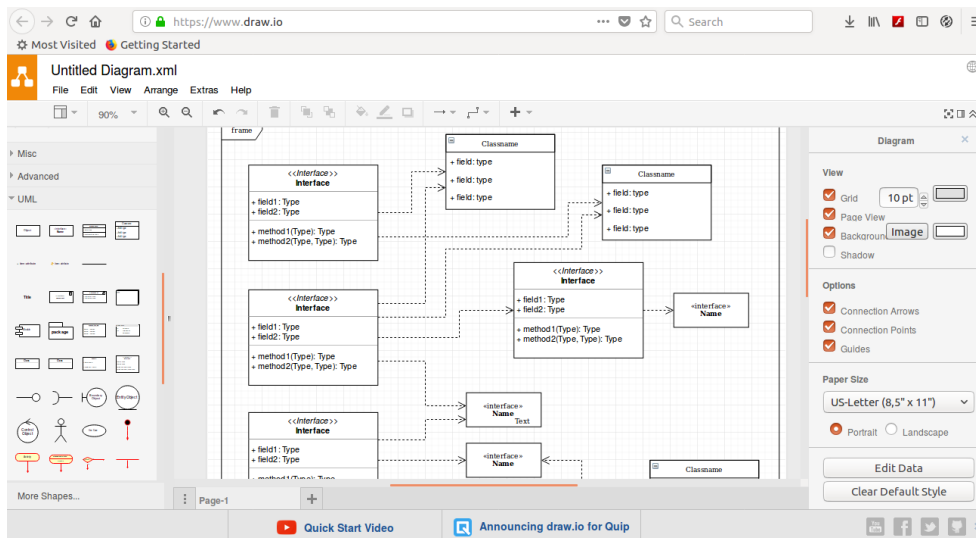 https://www.draw.io
Search
Most Visited
Getting Started
Untitled Diagram.xml
File Edit View Arrange Extras Help
90%
Misc
Advanced
UML
Title
package
More Shapes...
frame
<<Interface>>
Interface
+ field1: Type
+ field2: Type
+ method1(Type): Type
+ method2(Type, Type): Type
Classname
+ field: type
+ field: type
+ field: type
Classname
+ field: type
+ field: type
+ field: type
<<Interface>>
Interface
+ field1: Type
+ field2: Type
+ method1(Type): Type
+ method2(Type, Type): Type
<<Interface>>
Interface
+ field1: Type
+ field2: Type
+ method1(Type): Type
+ method2(Type, Type): Type
«interface»
Name
«interface»
Name
Text
<<Interface>>
Interface
+ field1: Type
+ field2: Type
+ method1(Type): Type
«interface»
Name
Classname
Page-1
Diagram
View
Grid
10 pt
Page View
Background
Image
Shadow
Options
Connection Arrows
Connection Points
Guides
Paper Size
US-Letter (8,5" x 11")
Portrait
Landscape
Edit Data
Clear Default Style
Quick Start Video
Announcing draw.io for Quip